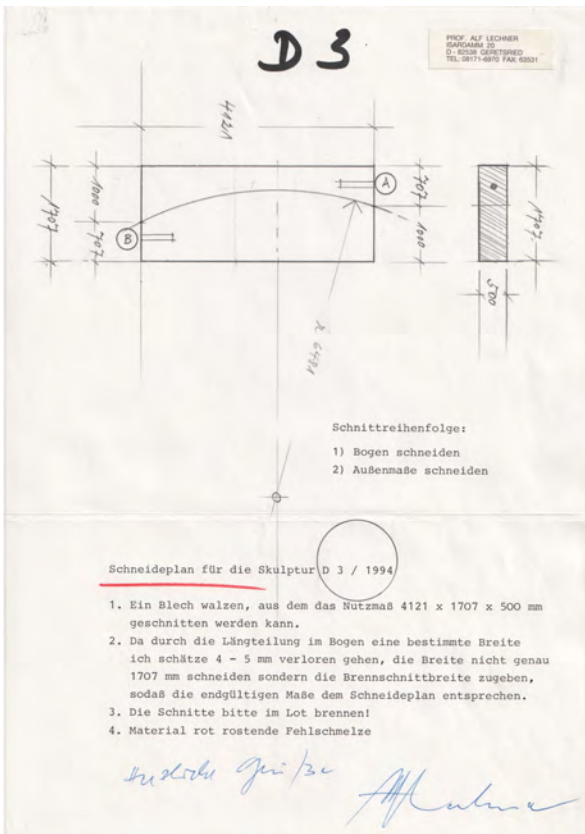 D 3
PROF. ALF LECHNER
ISARDAMM 20
D - 82538 GERETSRIED
TEL: 08171-6970 FAX 63531
4121
1707
1000
707
A
B
707
1000
1707
500
Schnittreihenfolge:
1) Bogen schneiden
2) Außenmaße schneiden
Schneideplan für die Skulptur D 3 / 1994
1. Ein Blech walzen, aus dem das Nutzmaß 4121 x 1707 x 500 mm
geschnitten werden kann.
2. Da durch die Längteilung im Bogen eine bestimmte Breite
ich schätze 4 - 5 mm verloren gehen, die Breite nicht genau
1707 mm schneiden sondern die Brennschnittbreite zugeben,
sodaß die endgültigen Maße dem Schneideplan entsprechen.
3. Die Schnitte bitte im Lot brennen!
4. Material rot rostende Fehlschmelze
Herzliche Grüße